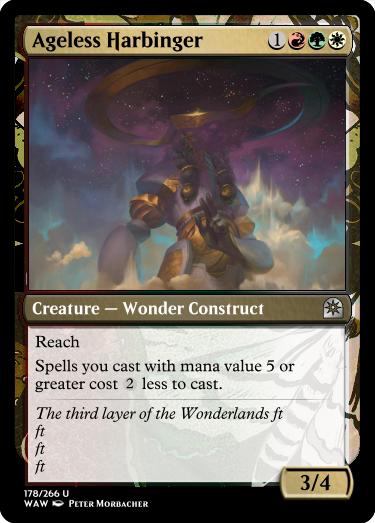 Ageless Harbinger 1
Creature — Wonder Construct
Reach
Spells you cast with mana value 5 or
greater cost 2 less to cast.
The third layer of the Wonderlands ft
ft
ft
ft
3/4
178/266 U
WAW Peter Morbacher